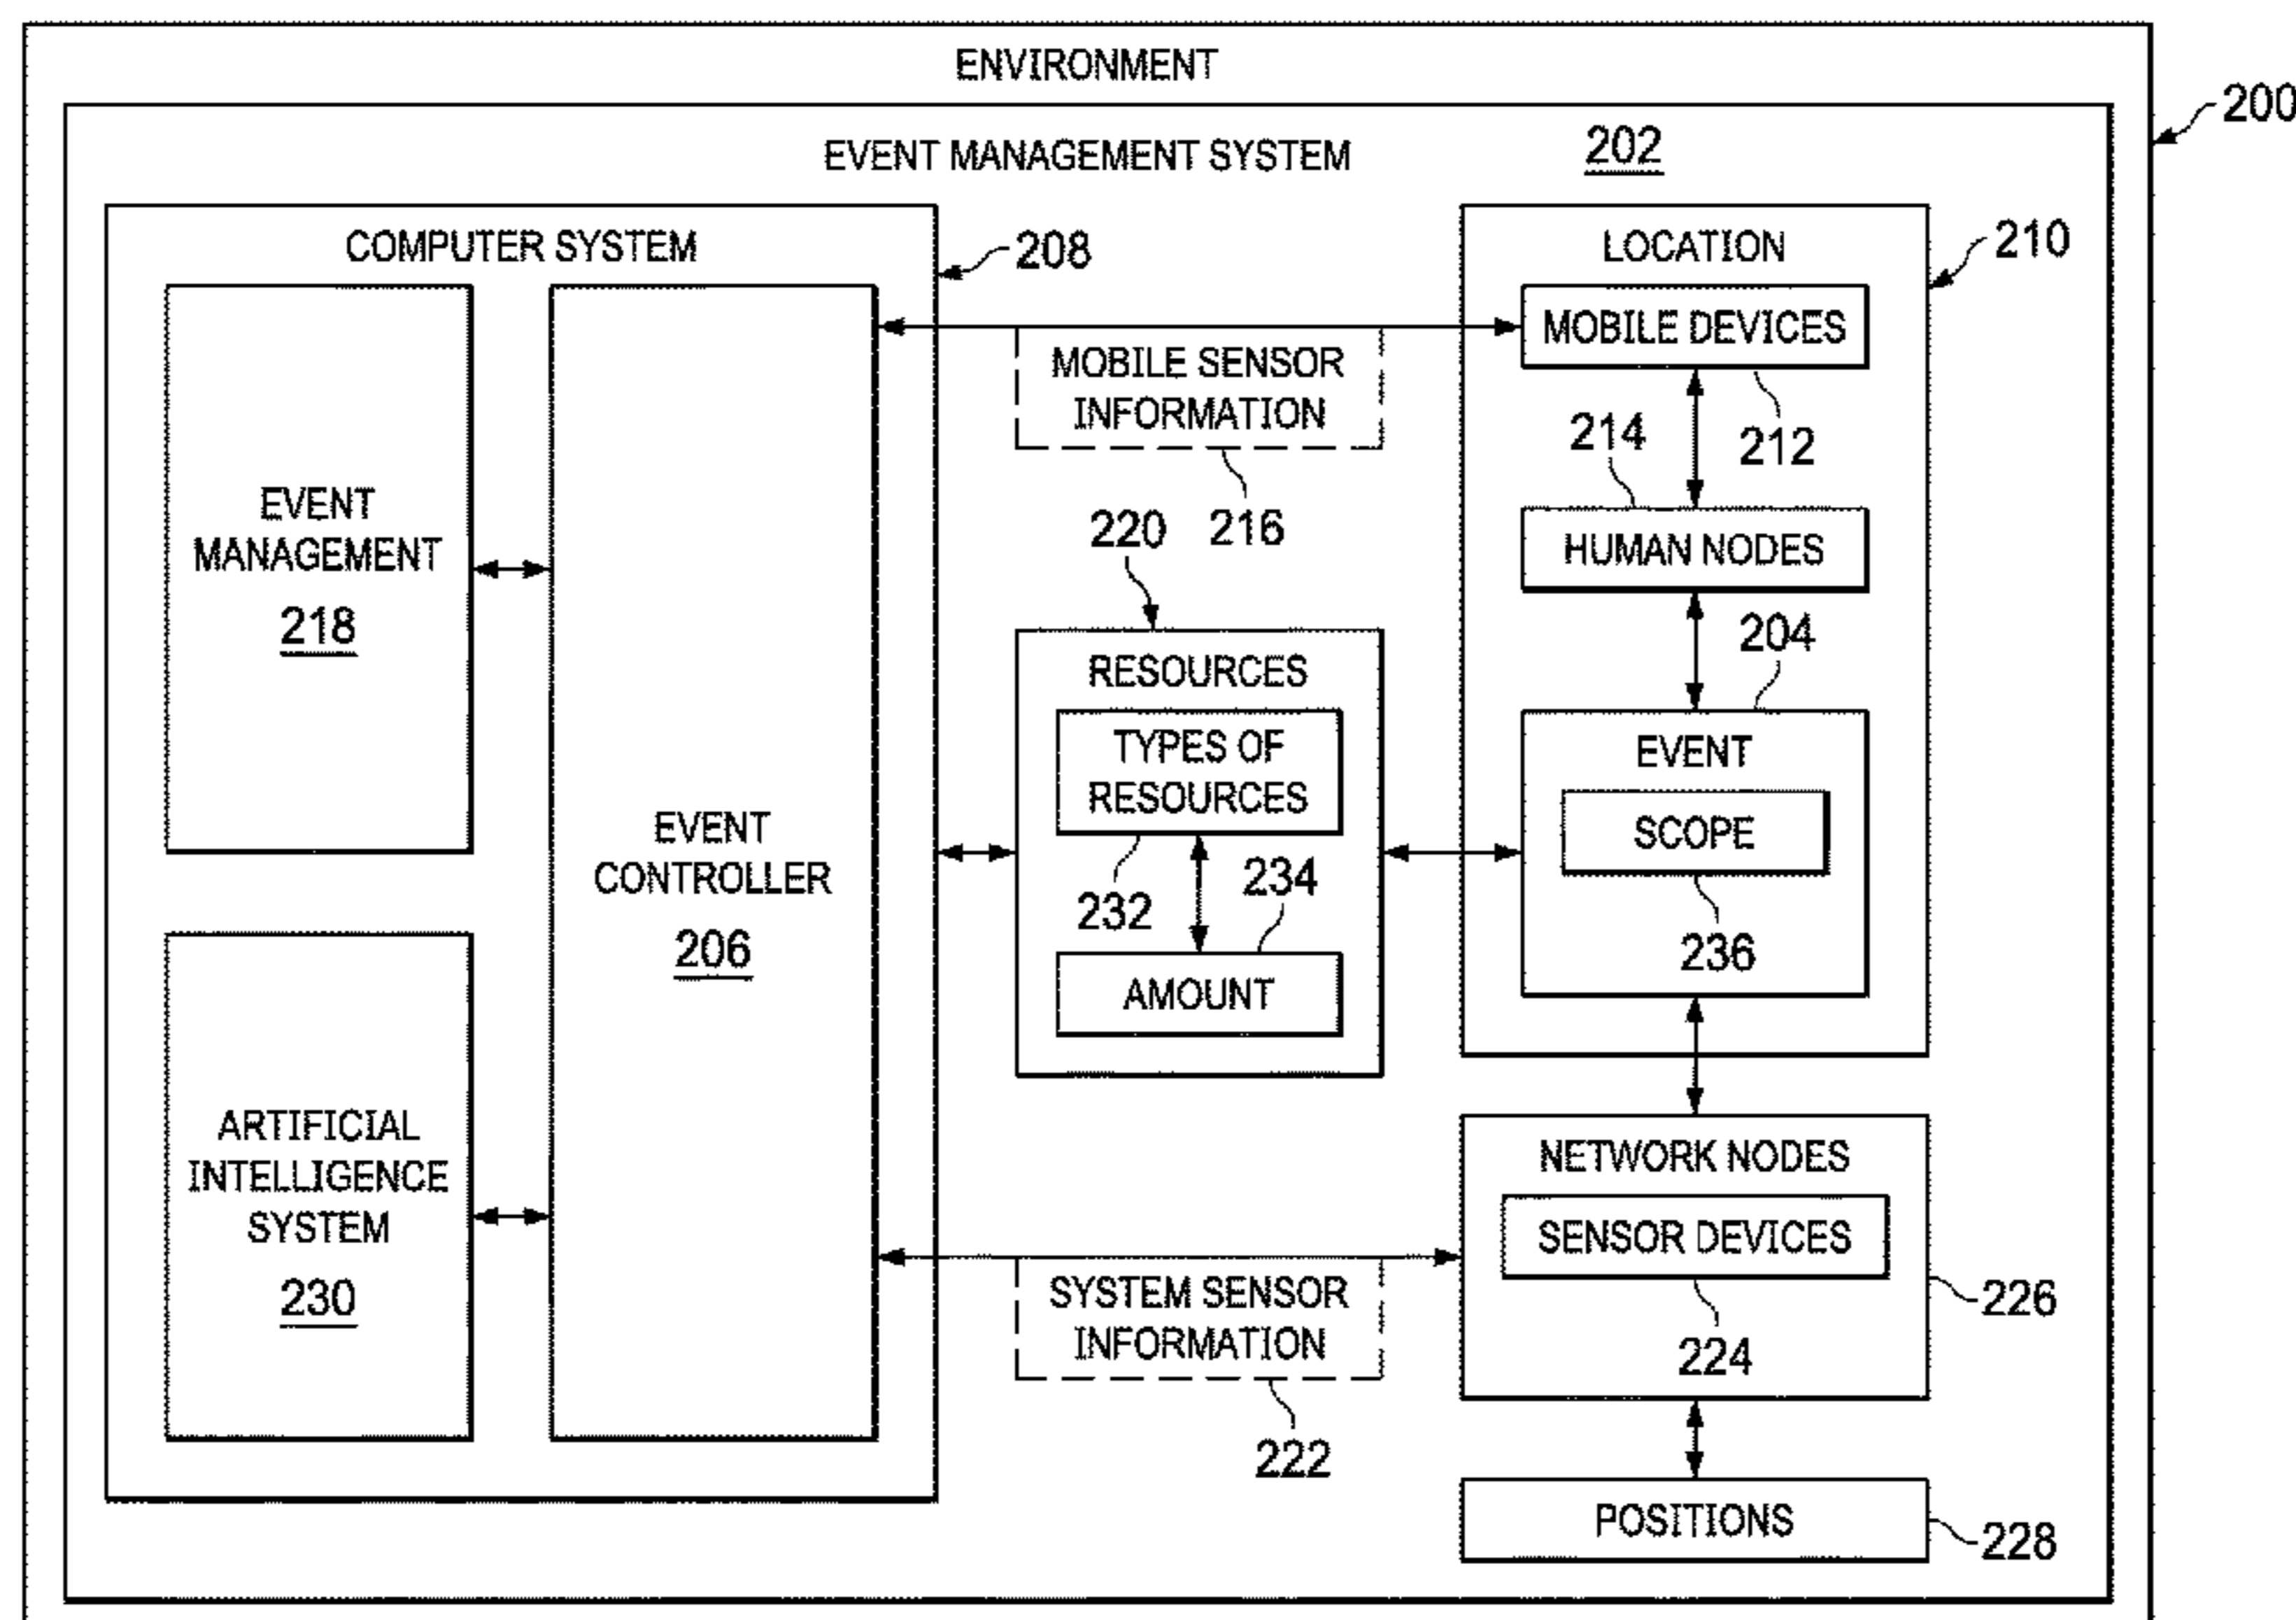 ENVIRONMENT
200
EVENT MANAGEMENT SYSTEM
202
COMPUTER SYSTEM
208
EVENT
MANAGEMENT
218
ARTIFICIAL
INTELLIGENCE
SYSTEM
230
EVENT
CONTROLLER
206
MOBILE SENSOR
INFORMATION
216
220
RESOURCES
TYPES OF
RESOURCES
232
234
AMOUNT
SYSTEM SENSOR
INFORMATION
222
LOCATION
210
MOBILE DEVICES
212
214
HUMAN NODES
204
EVENT
SCOPE
236
NETWORK NODES
SENSOR DEVICES
224
226
POSITIONS
228